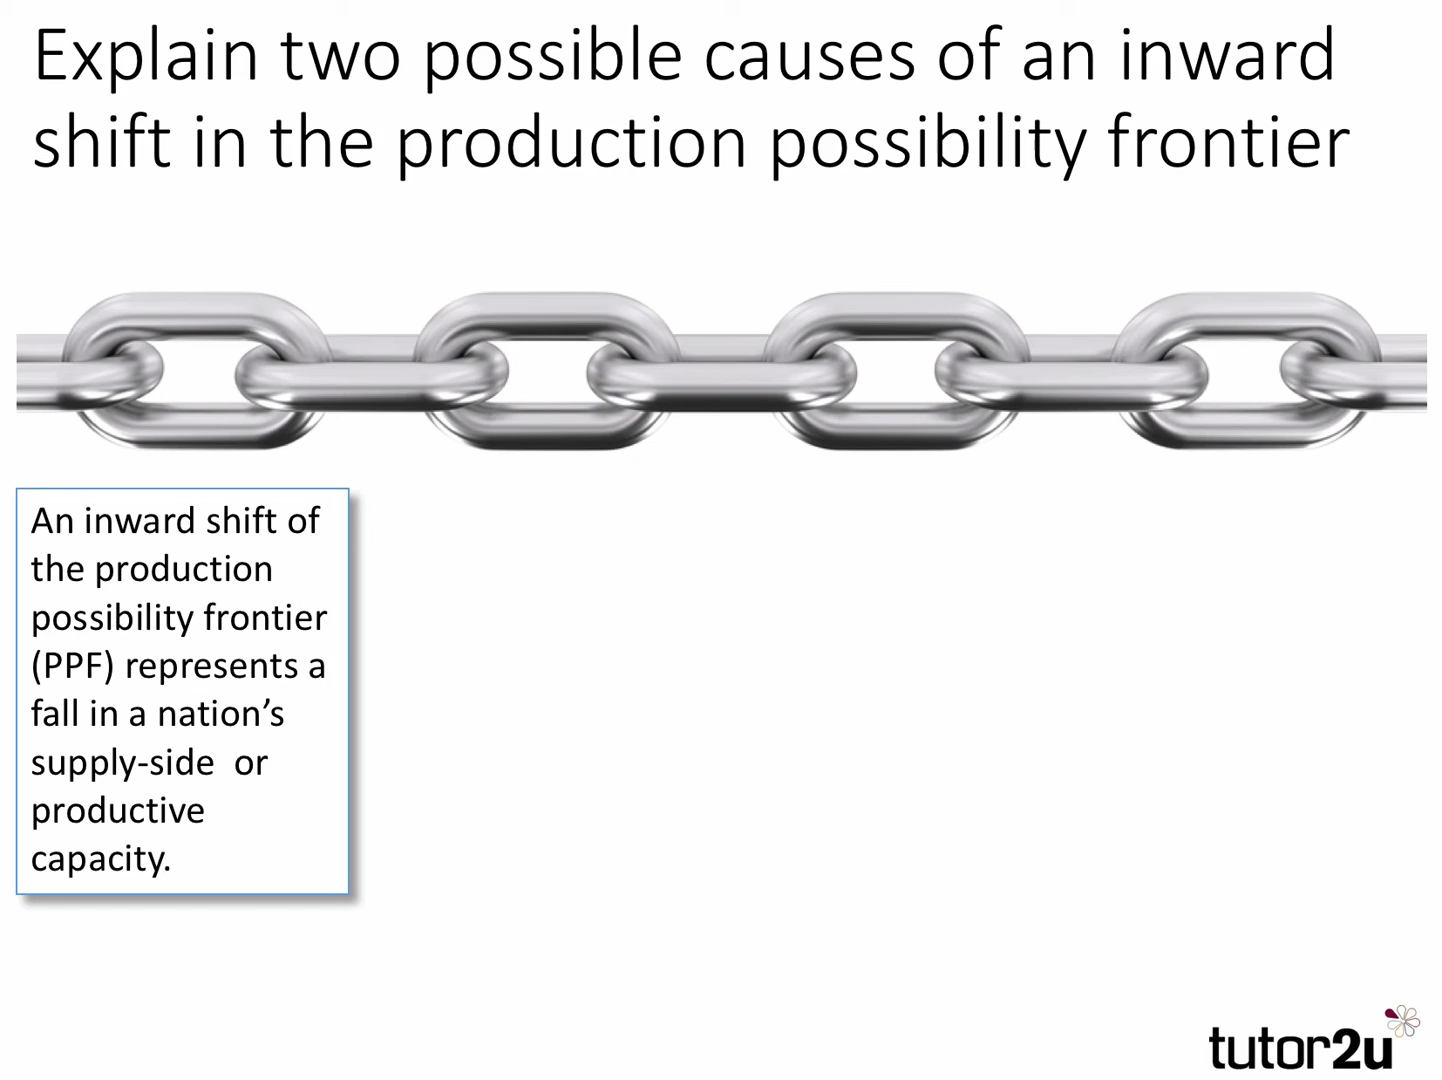 Explain two possible causes of an inward
shift in the production possibility frontier
An inward shift of
the production
possibility frontier
(PPF) represents a
fall in a nation’s
supply-side  or
productive
capacity.
tutor2u